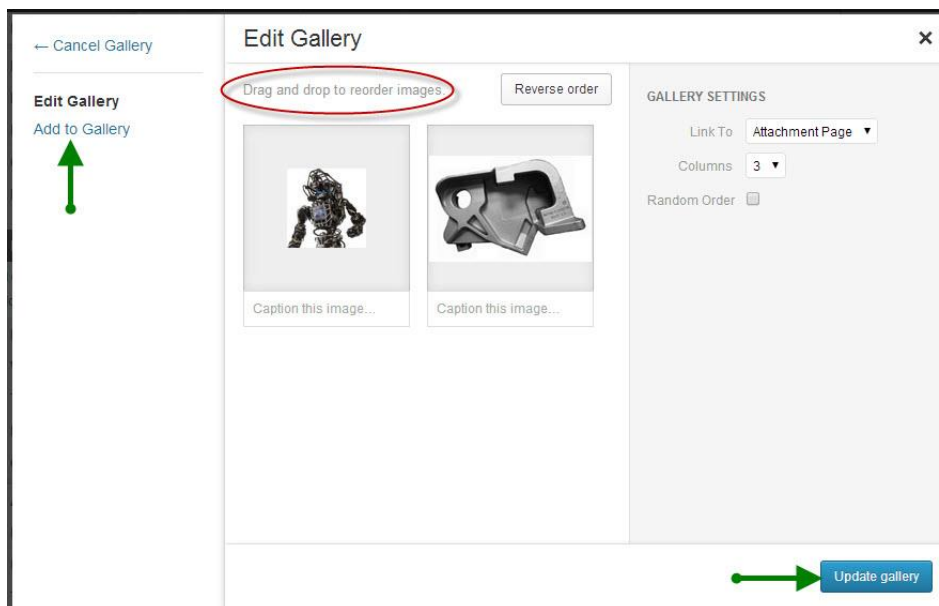 ← Cancel Gallery
Edit Gallery
Add to Gallery
Edit Gallery
×
Drag and drop to reorder images.
Reverse order
Caption this image...
Caption this image...
GALLERY SETTINGS
Link To Attachment Page
Columns 3
Random Order
Update gallery